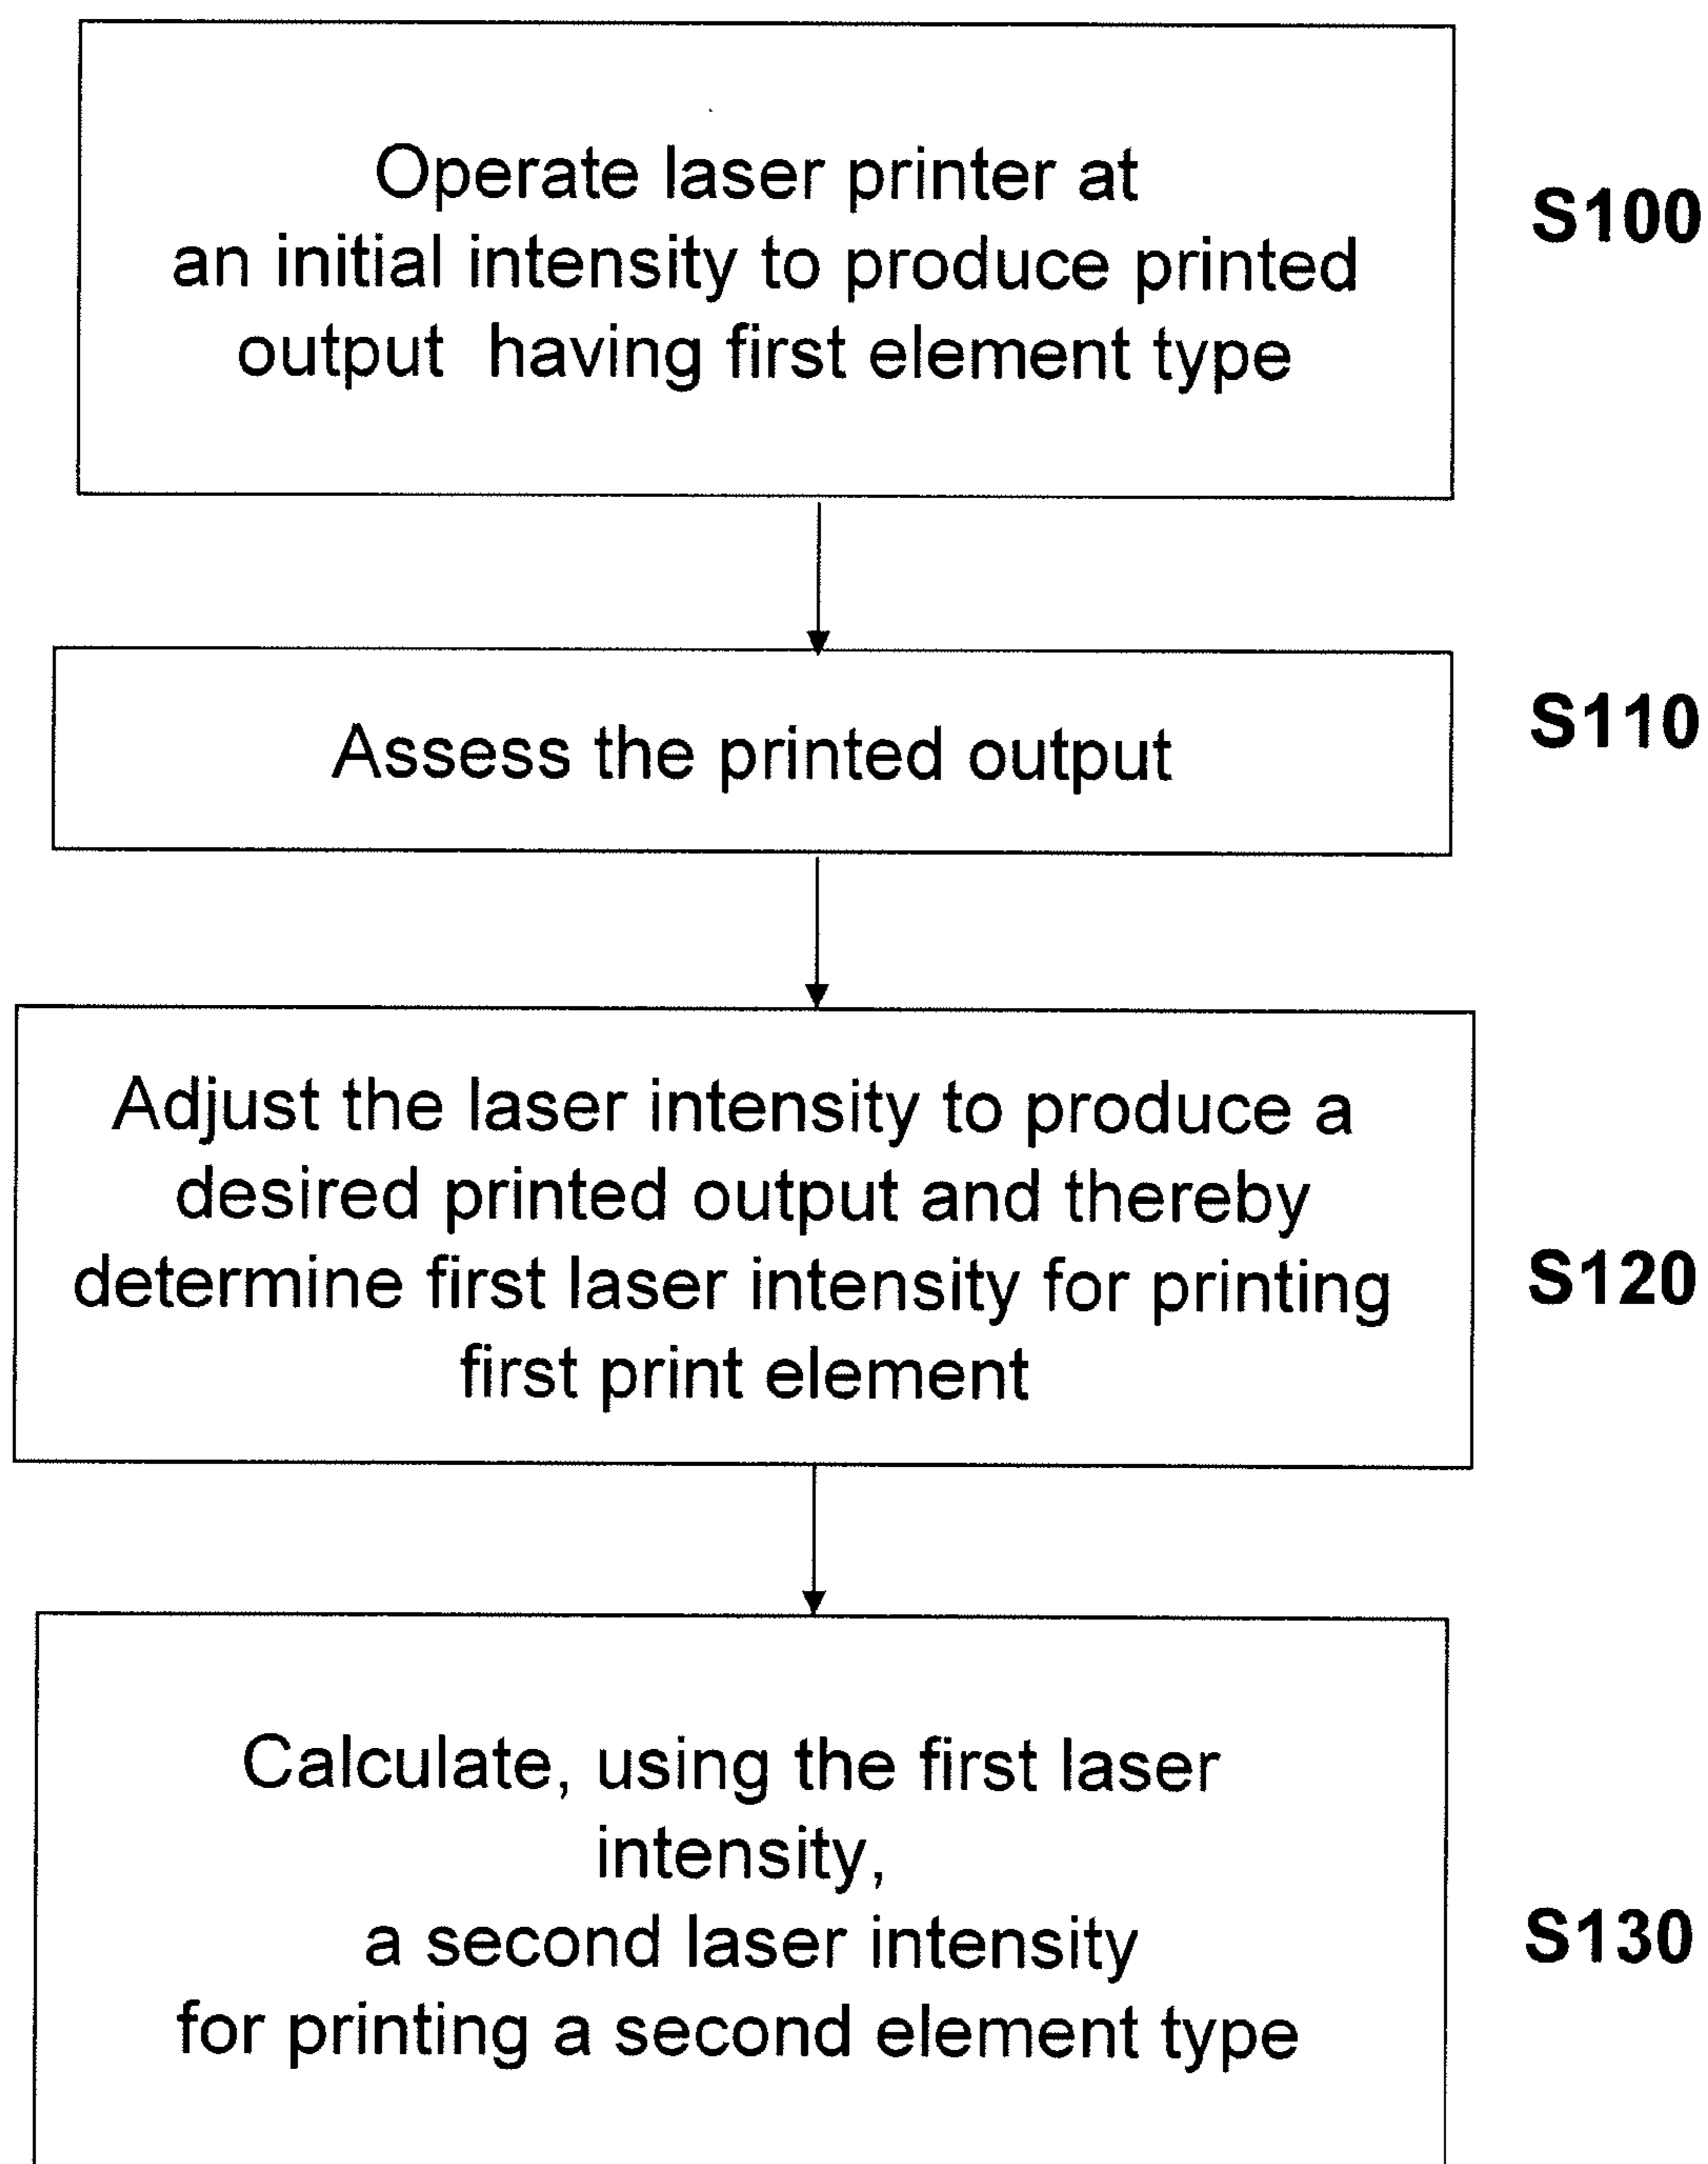 Operate laser printer at
an initial intensity to produce printed
output having first element type
S100
Assess the printed output
S110
Adjust the laser intensity to produce a
desired printed output and thereby
determine first laser intensity for printing
first print element
S120
Calculate, using the first laser
intensity,
a second laser intensity
for printing a second element type
S130